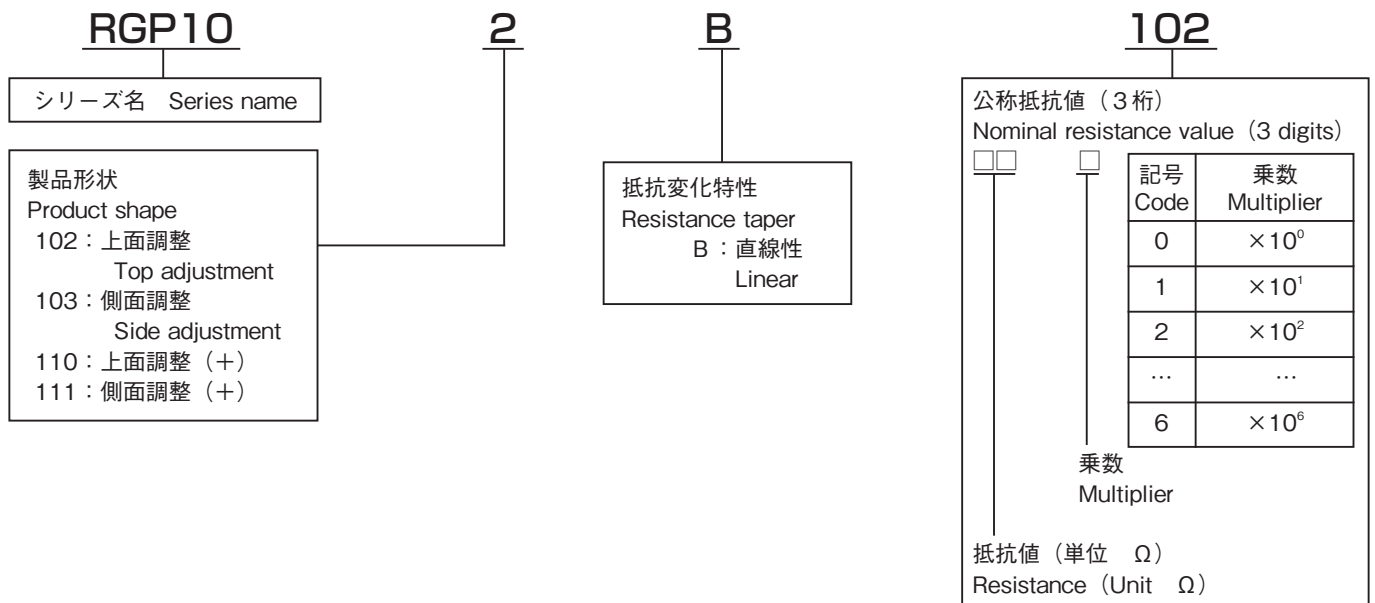 RGP10 2 B 102
シリーズ名 Series name
製品形状
Product shape
102：上面調整
Top adjustment
103：側面調整
Side adjustment
110：上面調整（＋）
111：側面調整（＋）
抵抗変化特性
Resistance taper
B：直線性
Linear
公称抵抗値（3桁）
Nominal resistance value（3 digits）
□□ □
記号 乗数
Code Multiplier
0 ×10⁰
1 ×10¹
2 ×10²
… …
6 ×10⁶
乗数
Multiplier
抵抗値（単位 Ω）
Resistance（Unit Ω）